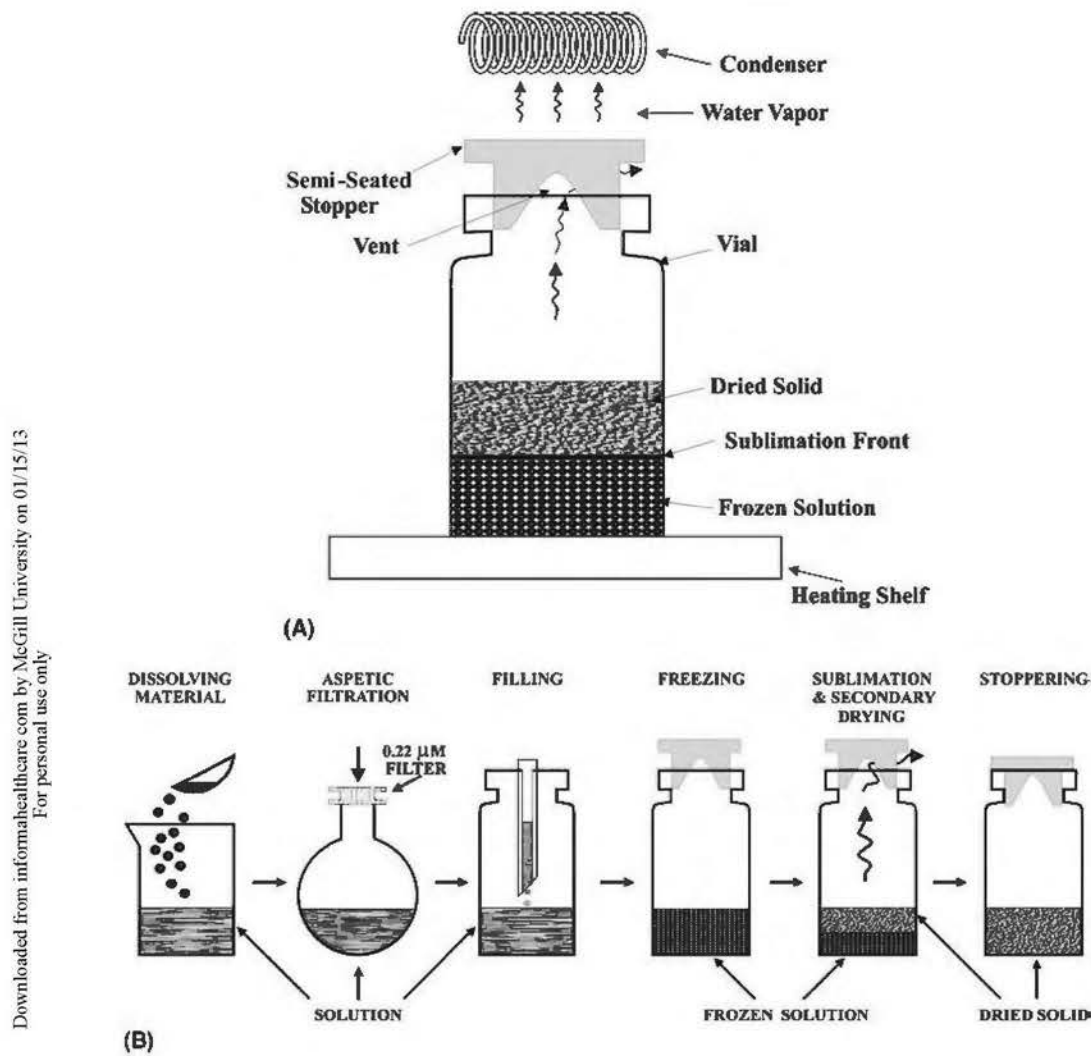 Condenser
Water Vapor
Semi-Seated
Stopper
Vent
Vial
Dried Solid
Sublimation Front
Frozen Solution
Heating Shelf
(A)
DISSOLVING
MATERIAL
ASPETIC
FILTRATION
FILLING
FREEZING
SUBLIMATION
& SECONDARY
DRYING
STOPPERING
0.22 μM
FILTER
SOLUTION
FROZEN SOLUTION
DRIED SOLID
(B)
Downloaded from informahealthcare com by McGill University on 01/15/13
For personal use only